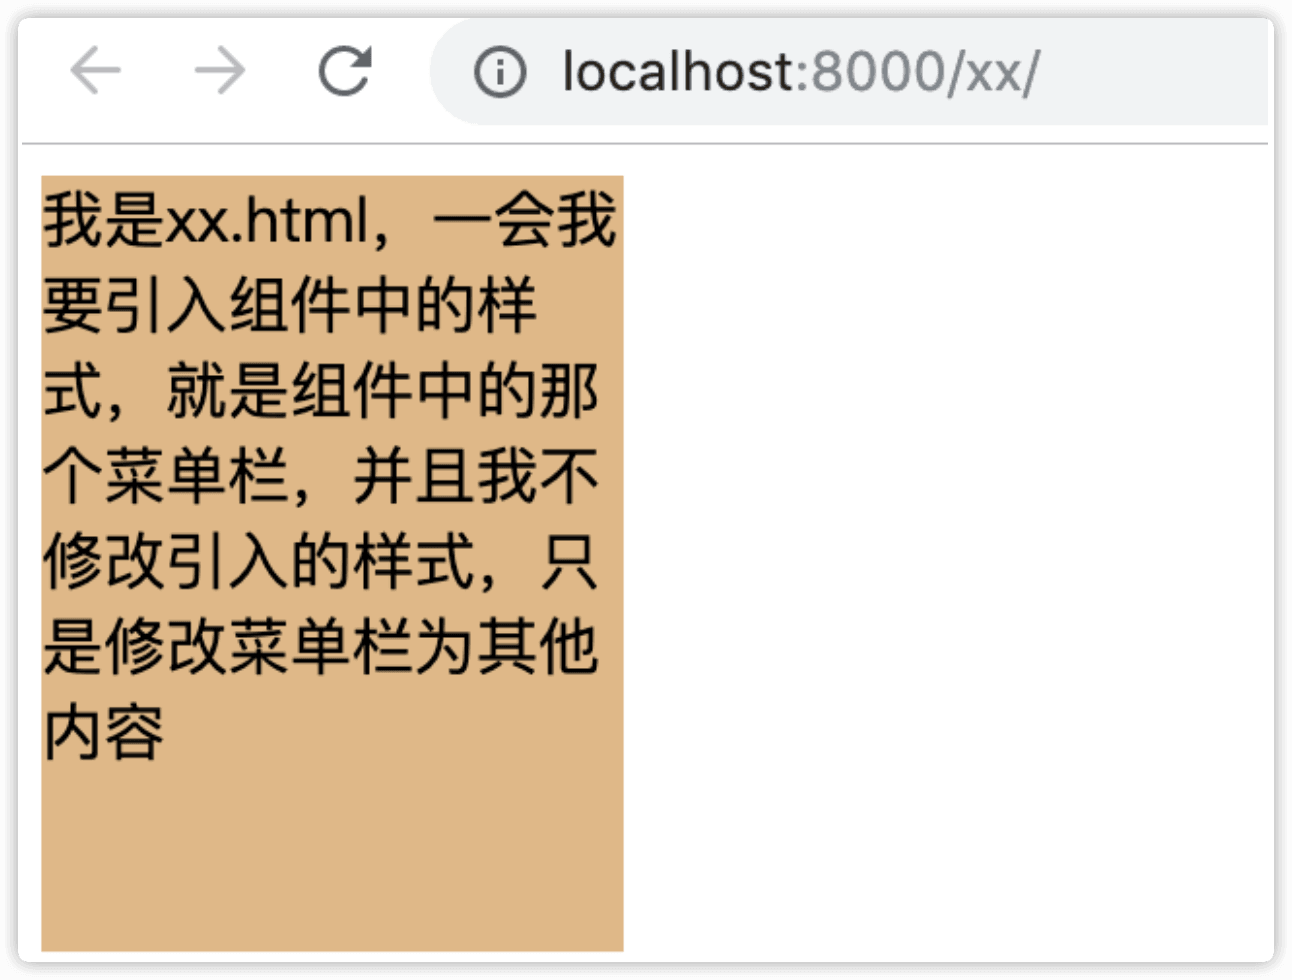 localhost:8000/xx/
我是xx.html，一会我
要引入组件中的样
式，就是组件中的那
个菜单栏，并且我不
修改引入的样式，只
是修改菜单栏为其他
内容